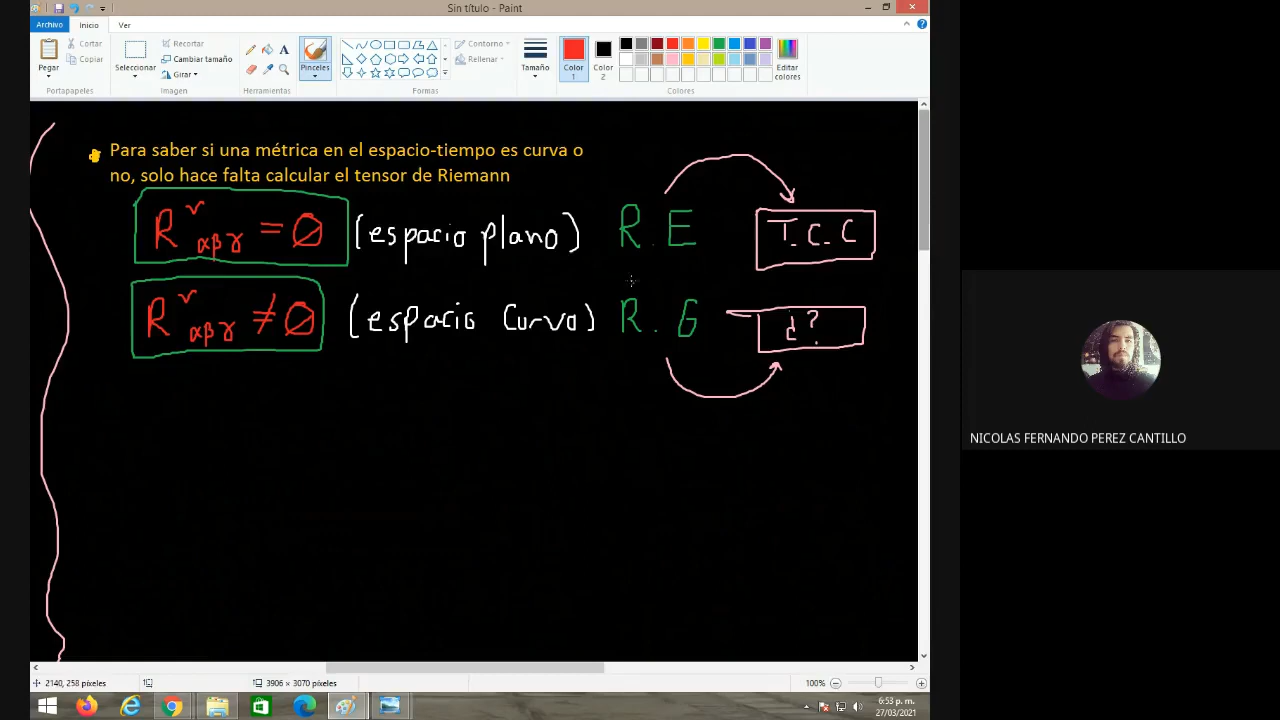 Sin título - Paint
Archivo Inicio Ver
Pegar
Cortar
Copiar
Portapapeles
Seleccionar
Recortar
Cambiar tamaño
Girar
Imagen
A
Herramientas
Pinceles
Contorno
Rellenar
Formas
Tamaño
Color 1
Color 2
Editar colores
Colores
Para saber si una métrica en el espacio-tiempo es curva o
no, solo hace falta calcular el tensor de Riemann
R^ν_αβγ = 0 (espacio plano) R.E T.C.C
R^ν_αβγ ≠ 0 (espacio Curvo) R.G ¿?
NICOLAS FERNANDO PEREZ CANTILLO
2140, 258 píxeles
3906 × 3070 píxeles
100%
6:53 p. m.
27/03/2021